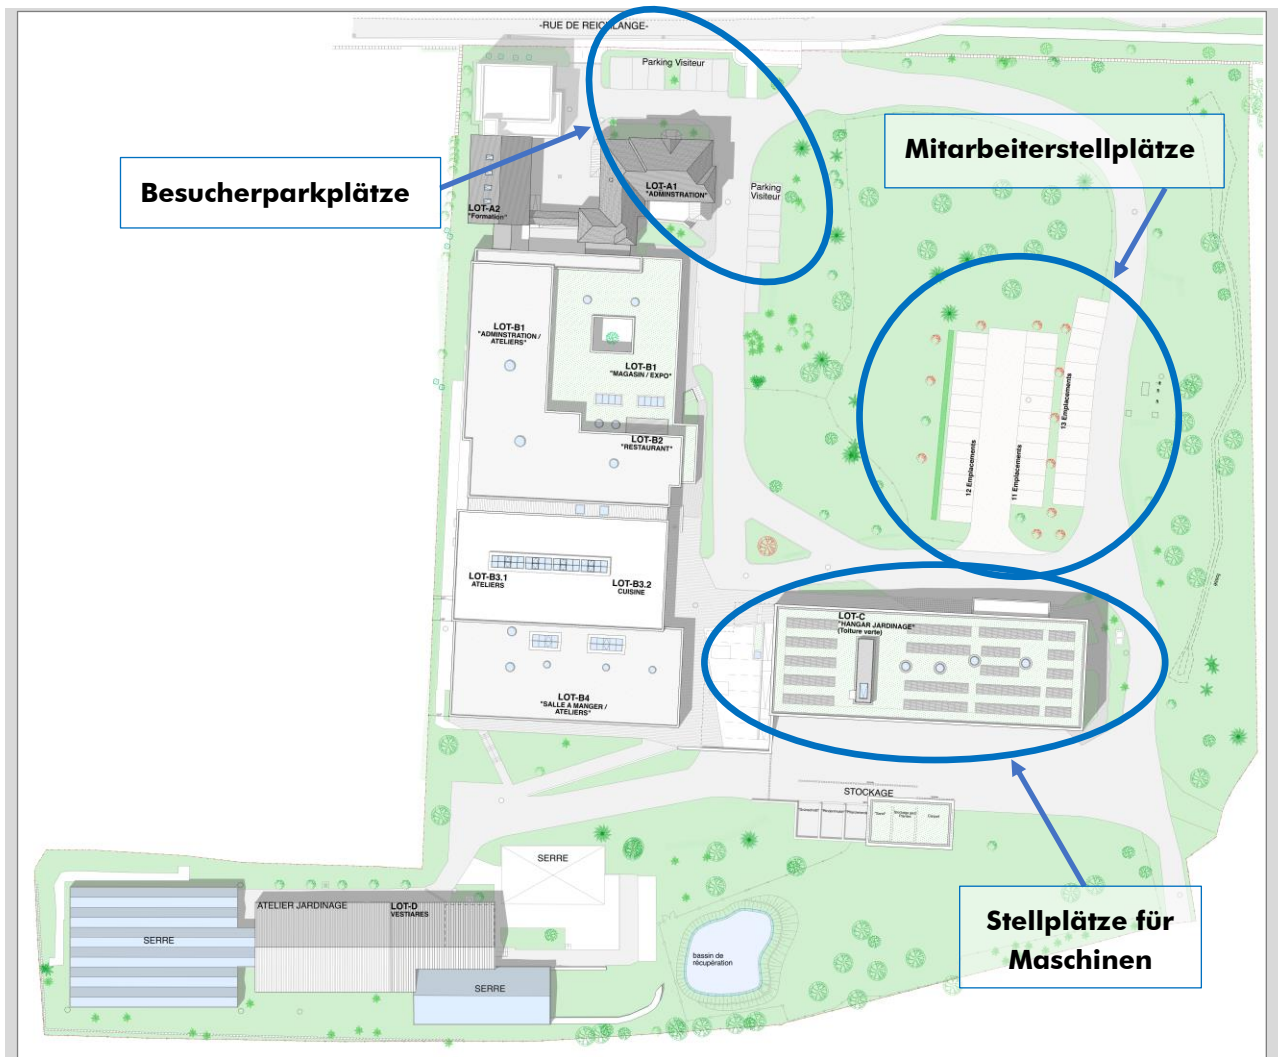 -RUE DE REICHLANGE-
Parking Visiteur
Mitarbeiterstellplätze
Besucherparkplätze
LOT-A1
"ADMINSTRATION"
Parking
Visiteur
LOT-A2
"Formation"
LOT-B1
"ADMINSTRATION /
ATELIERS"
LOT-B1
"MAGASIN / EXPO"
LOT-B2
"RESTAURANT"
12 Emplacements
11 Emplacements
13 Emplacements
LOT-B3.1
ATELIERS
LOT-B3.2
CUISINE
LOT-C
"HANGAR JARDINAGE"
(Toiture verte)
LOT-B4
"SALLE A MANGER /
ATELIERS"
STOCKAGE
SERRE
ATELIER JARDINAGE
LOT-D
VESTIARES
SERRE
SERRE
bassin de
récupération
Stellplätze für
Maschinen